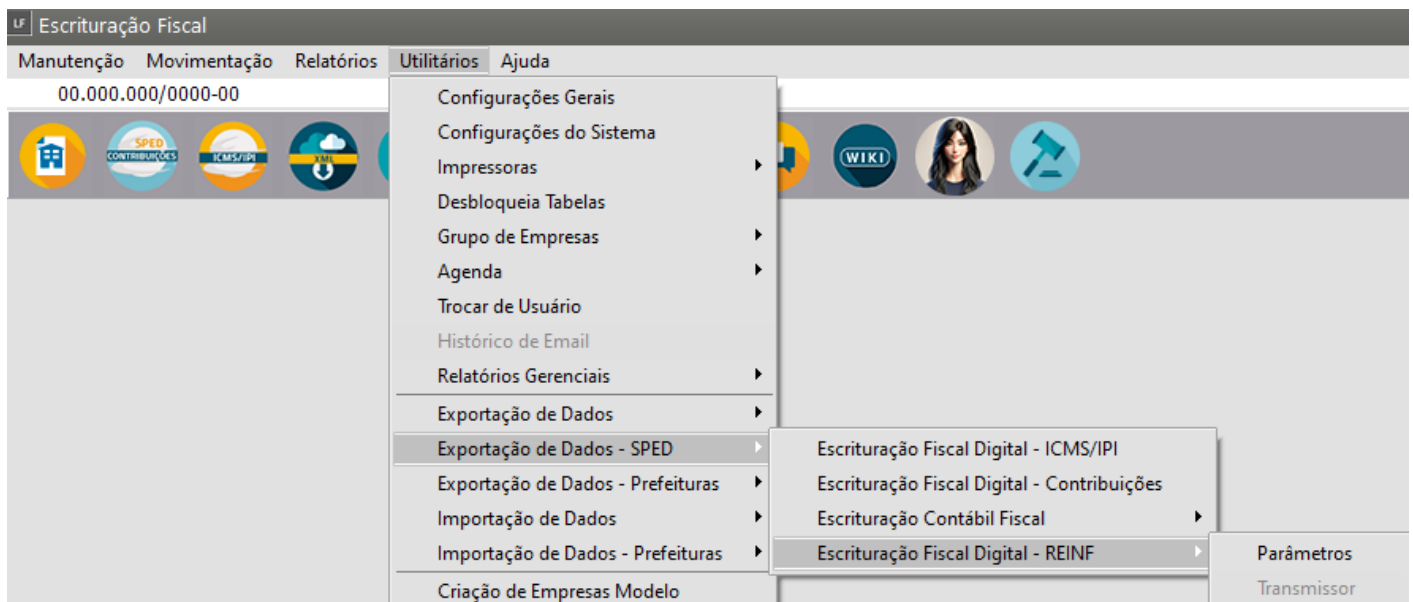 LF Escrituração Fiscal
Manutenção Movimentação Relatórios Utilitários Ajuda
00.000.000/0000-00
SPED CONTRIBUIÇÕES
ICMS/IPI
XML
WIKI
Configurações Gerais
Configurações do Sistema
Impressoras
Desbloqueia Tabelas
Grupo de Empresas
Agenda
Trocar de Usuário
Histórico de Email
Relatórios Gerenciais
Exportação de Dados
Exportação de Dados - SPED
Exportação de Dados - Prefeituras
Importação de Dados
Importação de Dados - Prefeituras
Criação de Empresas Modelo
Escrituração Fiscal Digital - ICMS/IPI
Escrituração Fiscal Digital - Contribuições
Escrituração Contábil Fiscal
Escrituração Fiscal Digital - REINF
Parâmetros
Transmissor